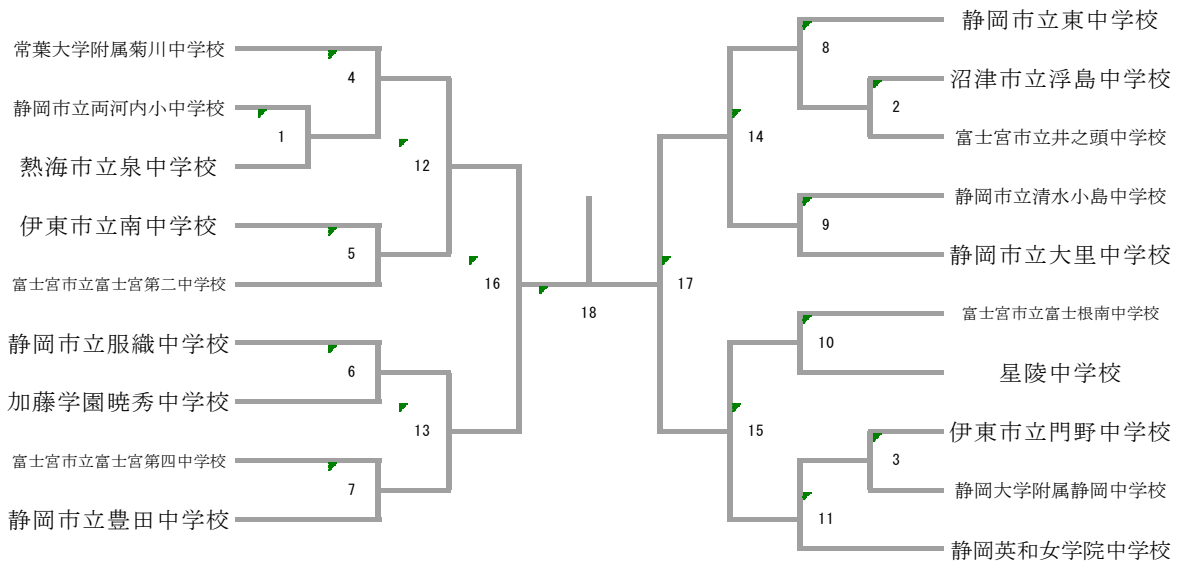 常葉大学附属菊川中学校
静岡市立両河内小中学校
熱海市立泉中学校
伊東市立南中学校
富士宮市立富士宮第二中学校
静岡市立服織中学校
加藤学園暁秀中学校
富士宮市立富士宮第四中学校
静岡市立豊田中学校
4
1
12
5
16
6
13
7
18
8
2
14
9
17
10
15
3
11
静岡市立東中学校
沼津市立浮島中学校
富士宮市立井之頭中学校
静岡市立清水小島中学校
静岡市立大里中学校
富士宮市立富士根南中学校
星陵中学校
伊東市立門野中学校
静岡大学附属静岡中学校
静岡英和女学院中学校